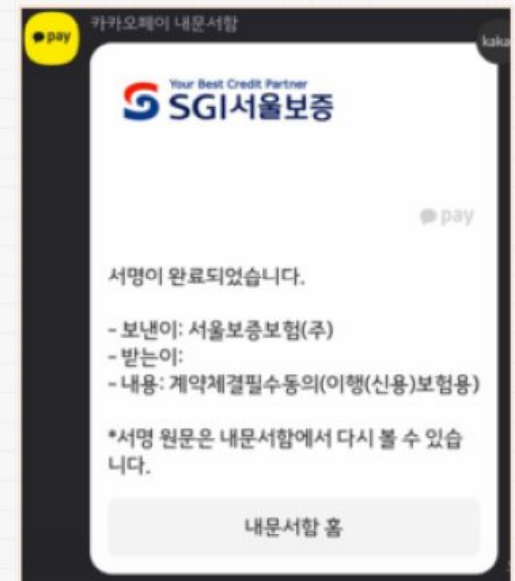 pay
카카오페이 내문서함
kaka
Your Best Credit Partner
SGI서울보증
pay
서명이 완료되었습니다.
- 보낸이: 서울보증보험(주)
- 받는이:
- 내용: 계약체결필수동의(이행(신용)보험용)
*서명 원문은 내문서함에서 다시 볼 수 있습
니다.
내문서함 홈